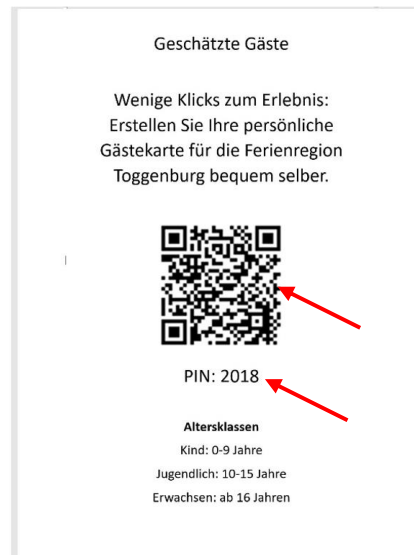 Geschätzte Gäste
Wenige Klicks zum Erlebnis:
Erstellen Sie Ihre persönliche
Gästekarte für die Ferienregion
Toggenburg bequem selber.
PIN: 2018
Altersklassen
Kind: 0-9 Jahre
Jugendlich: 10-15 Jahre
Erwachsen: ab 16 Jahren